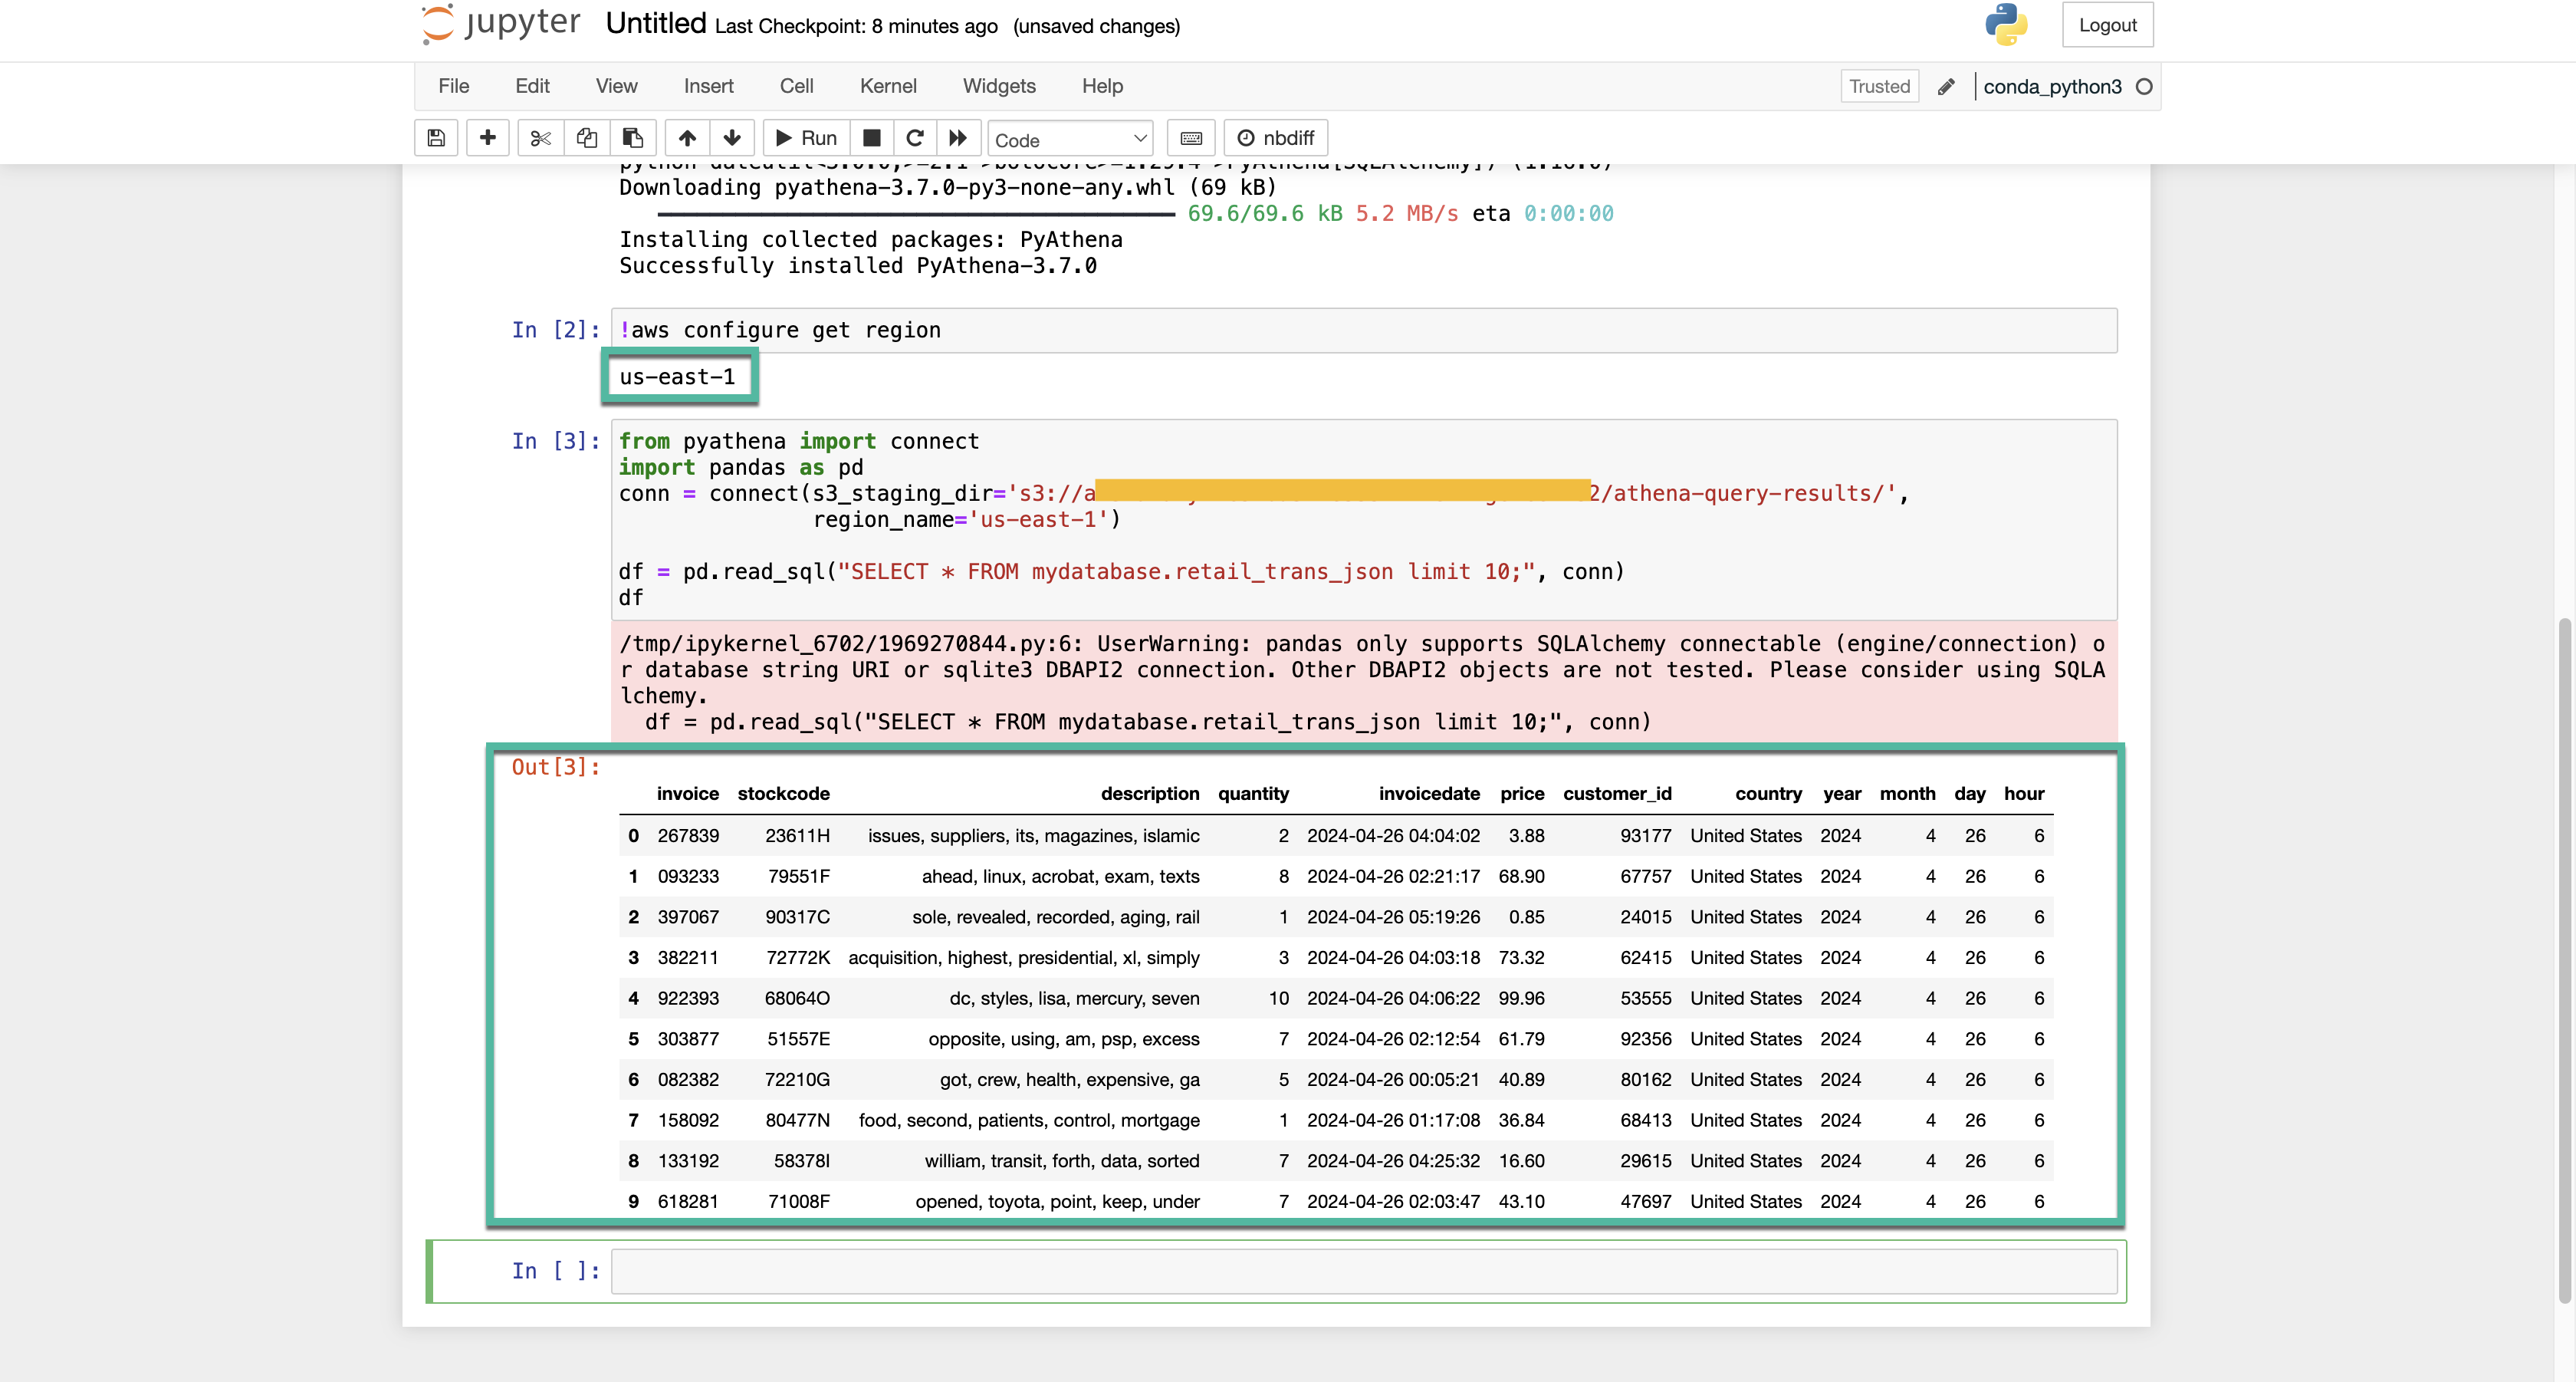 jupyter Untitled Last Checkpoint: 8 minutes ago (unsaved changes) Logout
File Edit View Insert Cell Kernel Widgets Help Trusted conda_python3
Run Code nbdiff
Downloading pyathena-3.7.0-py3-none-any.whl (69 kB)
69.6/69.6 kB 5.2 MB/s eta 0:00:00
Installing collected packages: PyAthena
Successfully installed PyAthena-3.7.0
In [2]: !aws configure get region
us-east-1
In [3]: from pyathena import connect
import pandas as pd
conn = connect(s3_staging_dir='s3://a 2/athena-query-results/',
region_name='us-east-1')
df = pd.read_sql("SELECT * FROM mydatabase.retail_trans_json limit 10;", conn)
df
/tmp/ipykernel_6702/1969270844.py:6: UserWarning: pandas only supports SQLAlchemy connectable (engine/connection) o
r database string URI or sqlite3 DBAPI2 connection. Other DBAPI2 objects are not tested. Please consider using SQLA
lchemy.
df = pd.read_sql("SELECT * FROM mydatabase.retail_trans_json limit 10;", conn)
Out[3]:
invoice stockcode description quantity invoicedate price customer_id country year month day hour
0 267839 23611H issues, suppliers, its, magazines, islamic 2 2024-04-26 04:04:02 3.88 93177 United States 2024 4 26 6
1 093233 79551F ahead, linux, acrobat, exam, texts 8 2024-04-26 02:21:17 68.90 67757 United States 2024 4 26 6
2 397067 90317C sole, revealed, recorded, aging, rail 1 2024-04-26 05:19:26 0.85 24015 United States 2024 4 26 6
3 382211 72772K acquisition, highest, presidential, xl, simply 3 2024-04-26 04:03:18 73.32 62415 United States 2024 4 26 6
4 922393 68064O dc, styles, lisa, mercury, seven 10 2024-04-26 04:06:22 99.96 53555 United States 2024 4 26 6
5 303877 51557E opposite, using, am, psp, excess 7 2024-04-26 02:12:54 61.79 92356 United States 2024 4 26 6
6 082382 72210G got, crew, health, expensive, ga 5 2024-04-26 00:05:21 40.89 80162 United States 2024 4 26 6
7 158092 80477N food, second, patients, control, mortgage 1 2024-04-26 01:17:08 36.84 68413 United States 2024 4 26 6
8 133192 58378I william, transit, forth, data, sorted 7 2024-04-26 04:25:32 16.60 29615 United States 2024 4 26 6
9 618281 71008F opened, toyota, point, keep, under 7 2024-04-26 02:03:47 43.10 47697 United States 2024 4 26 6
In [ ]: